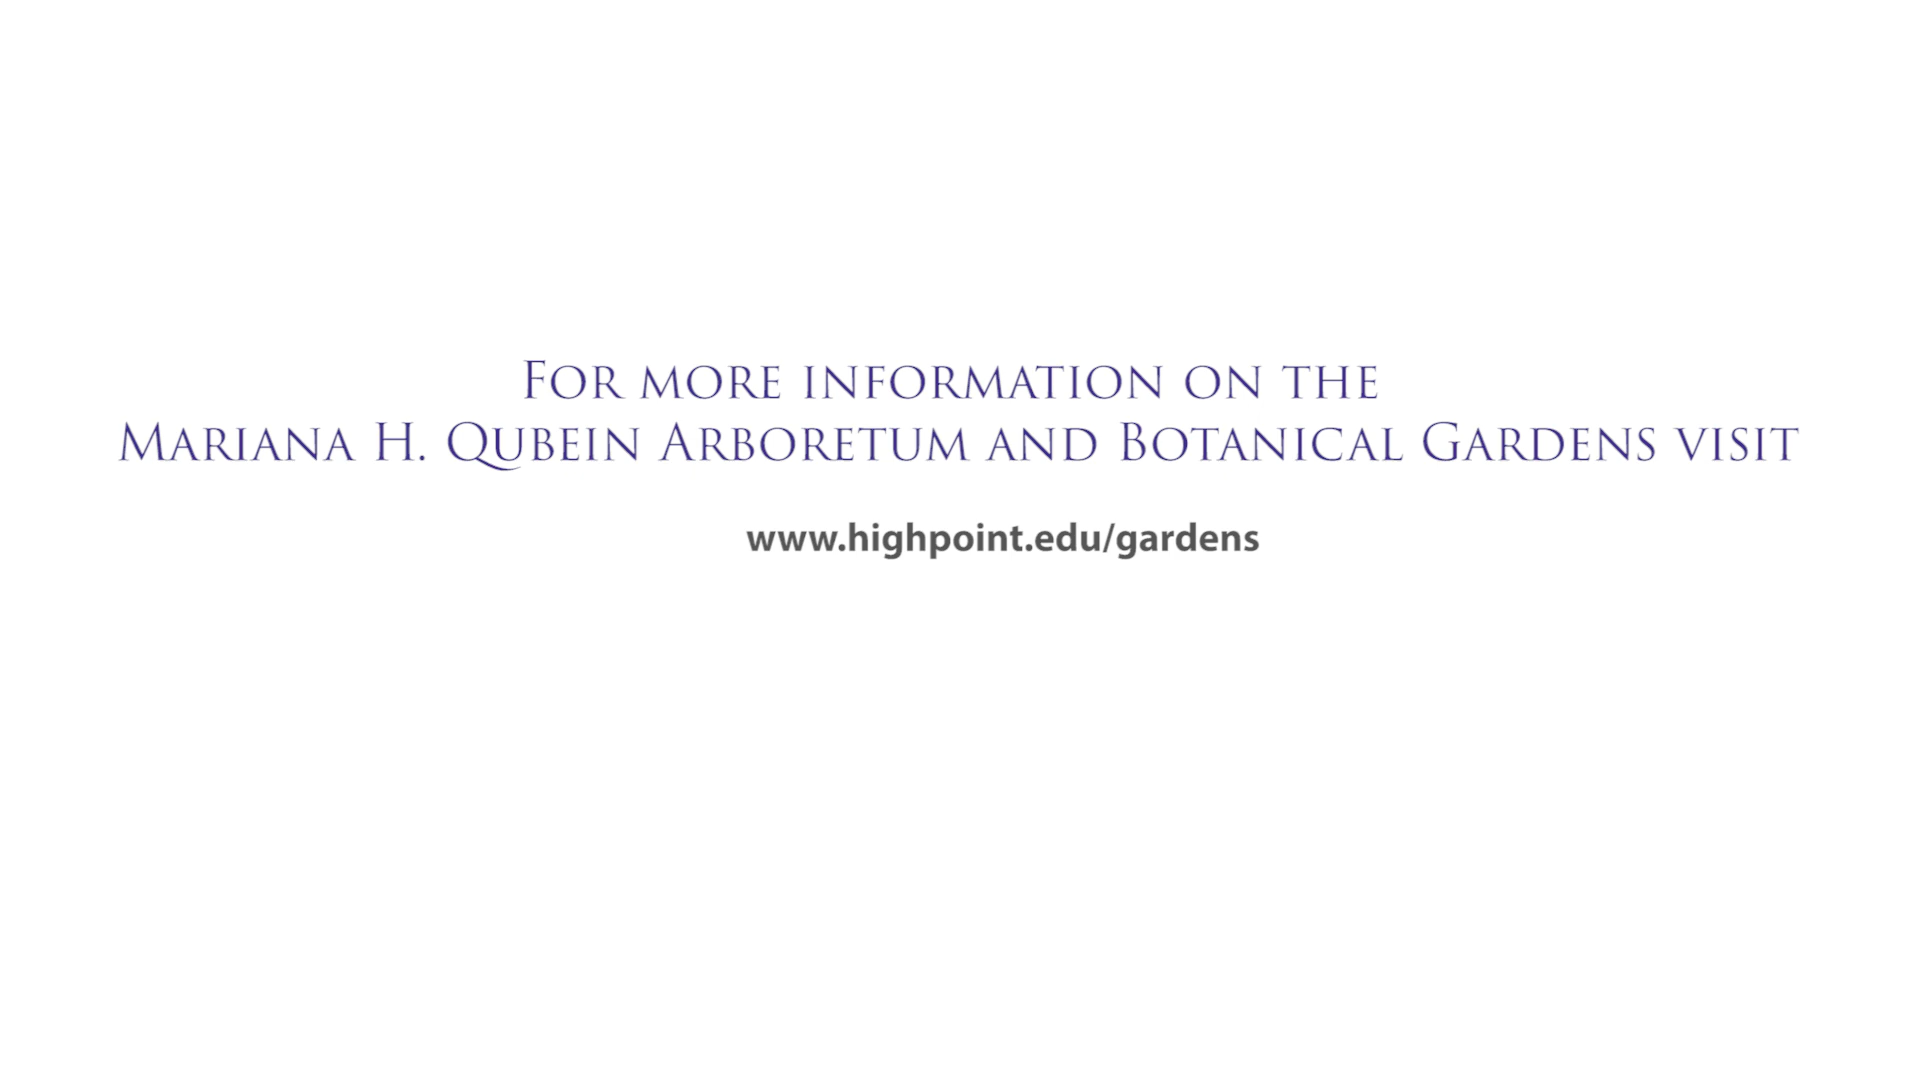 For more information on the
Mariana H. Qubein Arboretum and Botanical Gardens visit
www.highpoint.edu/gardens